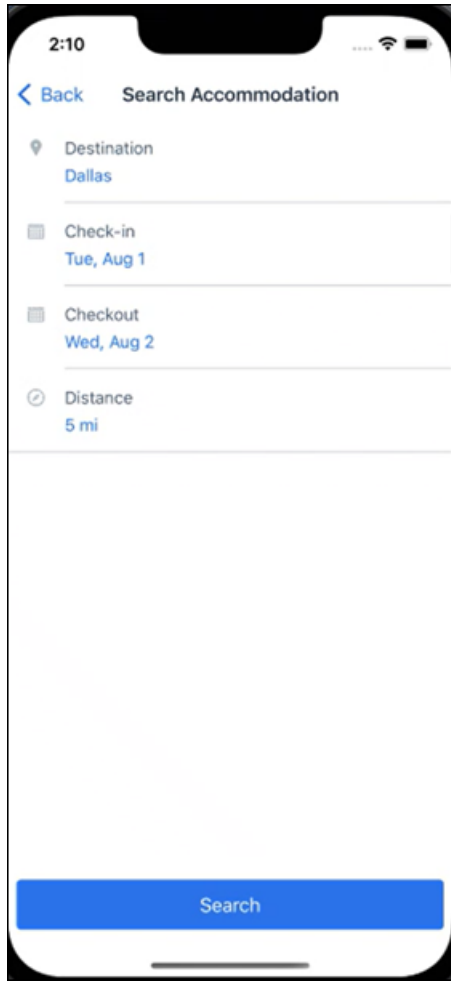 2:10
Back Search Accommodation
Destination
Dallas
Check-in
Tue, Aug 1
Checkout
Wed, Aug 2
Distance
5 mi
Search